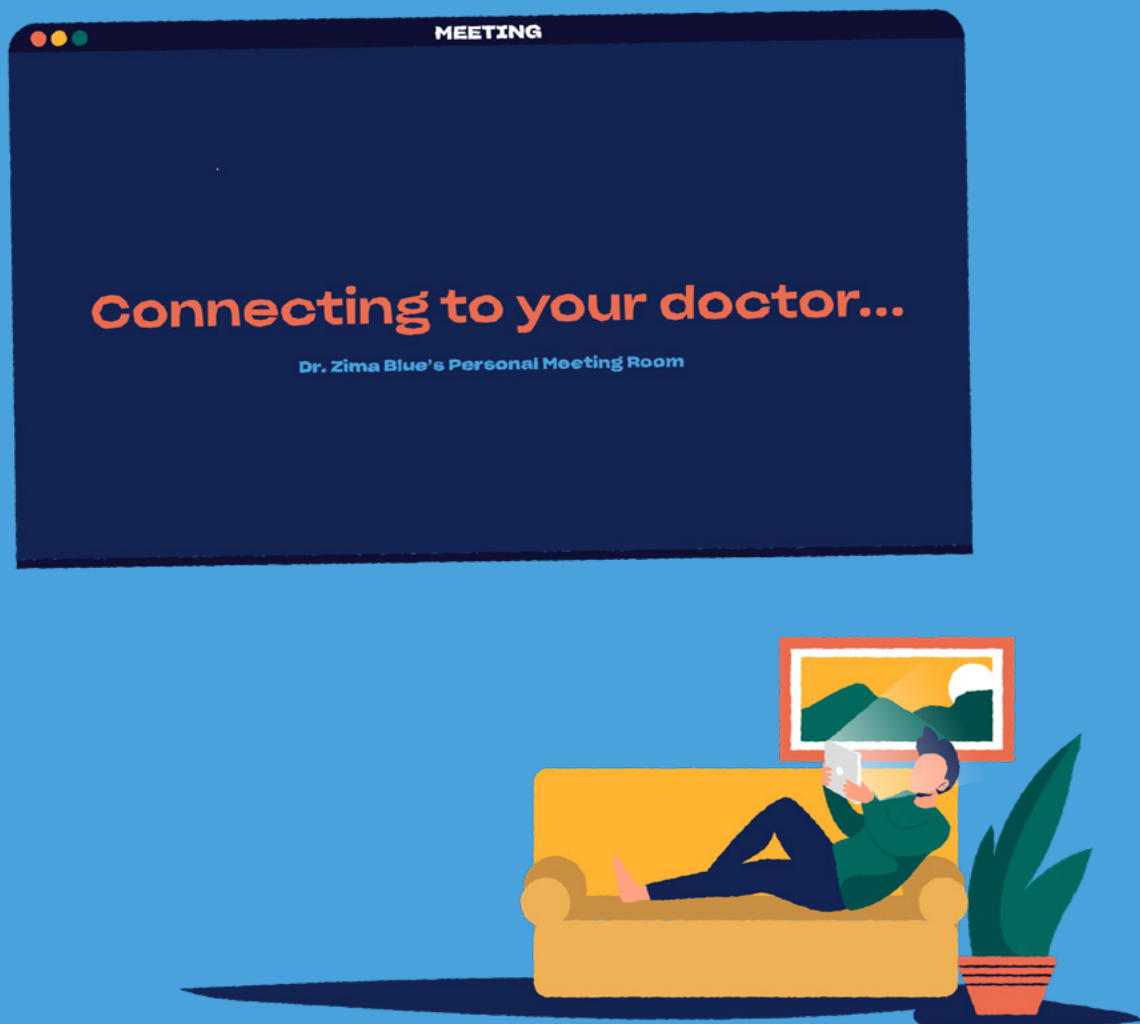 MEETING
Connecting to your doctor...
Dr. Zima Blue's Personal Meeting Room